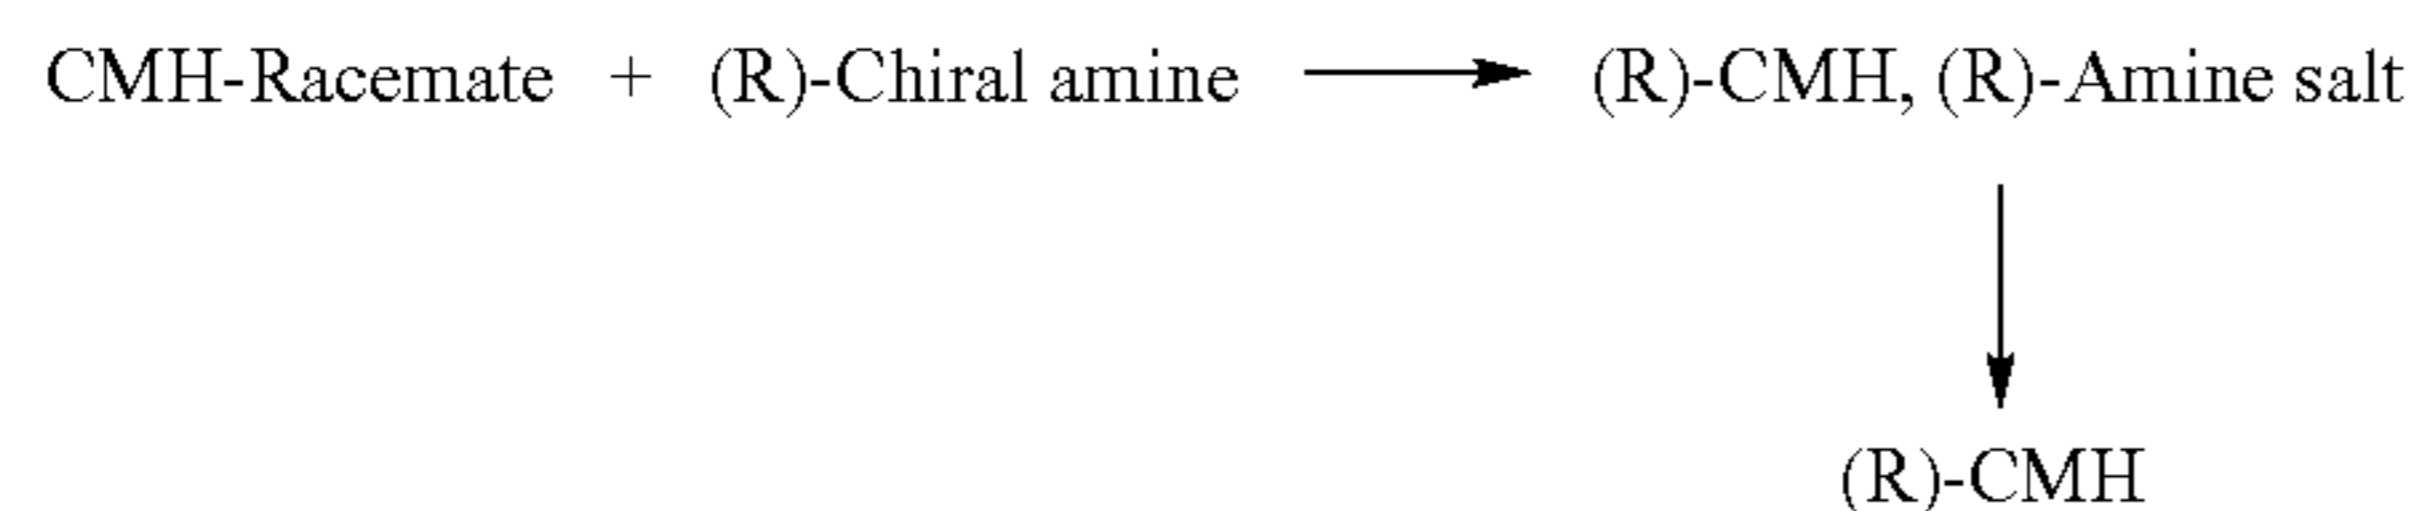 CMH-Racemate + (R)-Chiral amine (R)-CMH, (R)-Amine salt
(R)-CMH